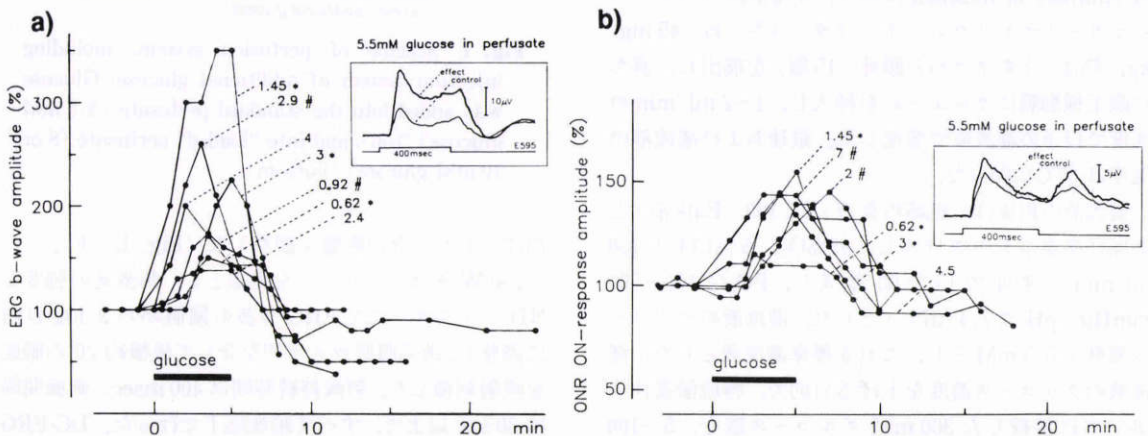 a)
5.5mM glucose in perfusate
effect
control
10µV
400msec
E595
1.45 *
2.9 #
3 *
0.92 #
0.62 *
2.4
ERG b–wave amplitude (%)
300
200
100
glucose
0
10
20
min
b)
5.5mM glucose in perfusate
effect
control
5µV
400msec
E595
1.45 *
7 #
2 #
0.62 *
3 *
4.5
ONR ON–response amplitude (%)
150
100
50
glucose
0
10
20
min